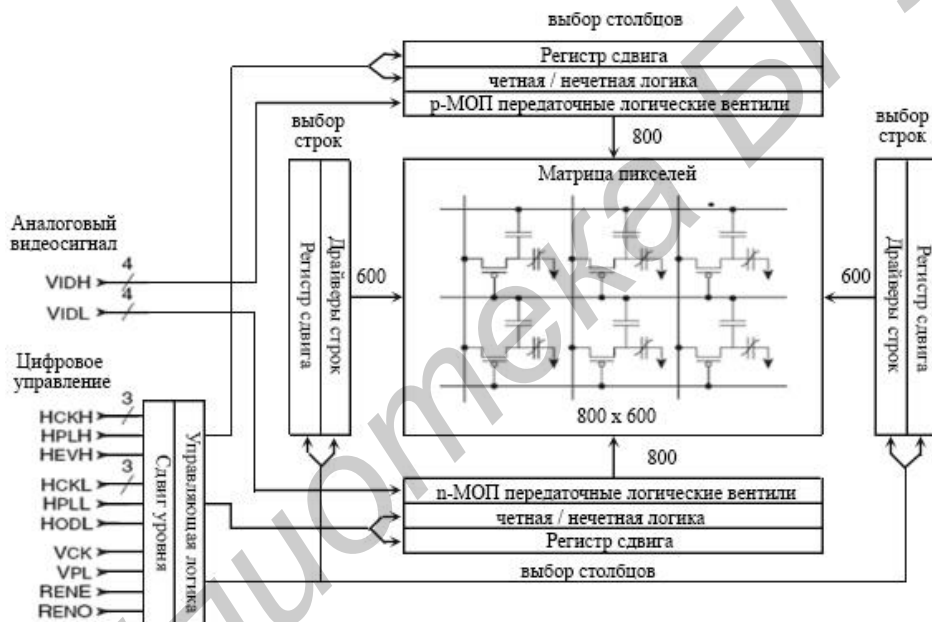 выбор столбцов
Регистр сдвига
четная / нечетная логика
р-МОП передаточные логические вентили
800
выбор
строк
Регистр сдвига
Драйверы строк
600
Матрица пикселей
800 x 600
выбор
строк
600
Драйверы строк
Регистр сдвига
Аналоговый
видеосигнал
VIDH
4
VIDL
4
Цифровое
управление
HCKH
3
HPLH
HEVH
HCKL
3
HPLL
HODL
VCK
VPL
RENE
RENO
Сдвиг уровня
Управляющая логика
800
n-МОП передаточные логические вентили
четная / нечетная логика
Регистр сдвига
выбор столбцов